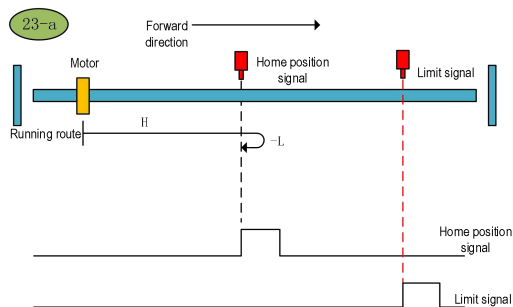 23-a
Forward
direction
Motor
Home position
signal
Limit signal
Running route
H
-L
Home position
signal
Limit signal